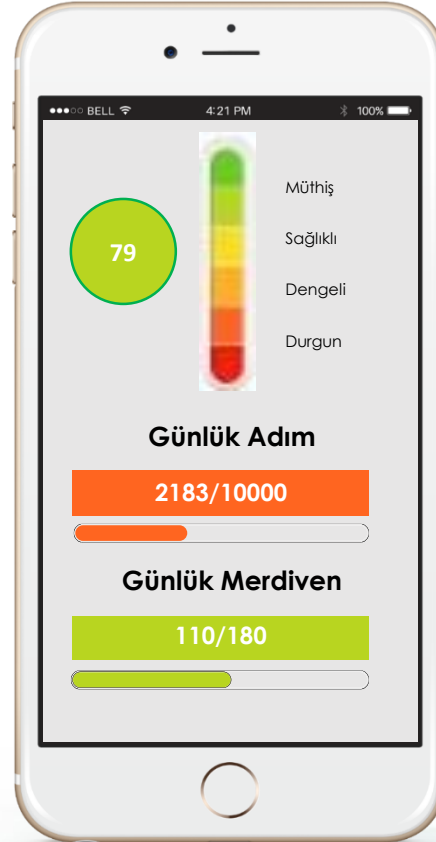 BELL 4:21 PM 100%
Müthiş
79
Sağlıklı
Dengeli
Durgun
Günlük Adım
2183/10000
Günlük Merdiven
110/180